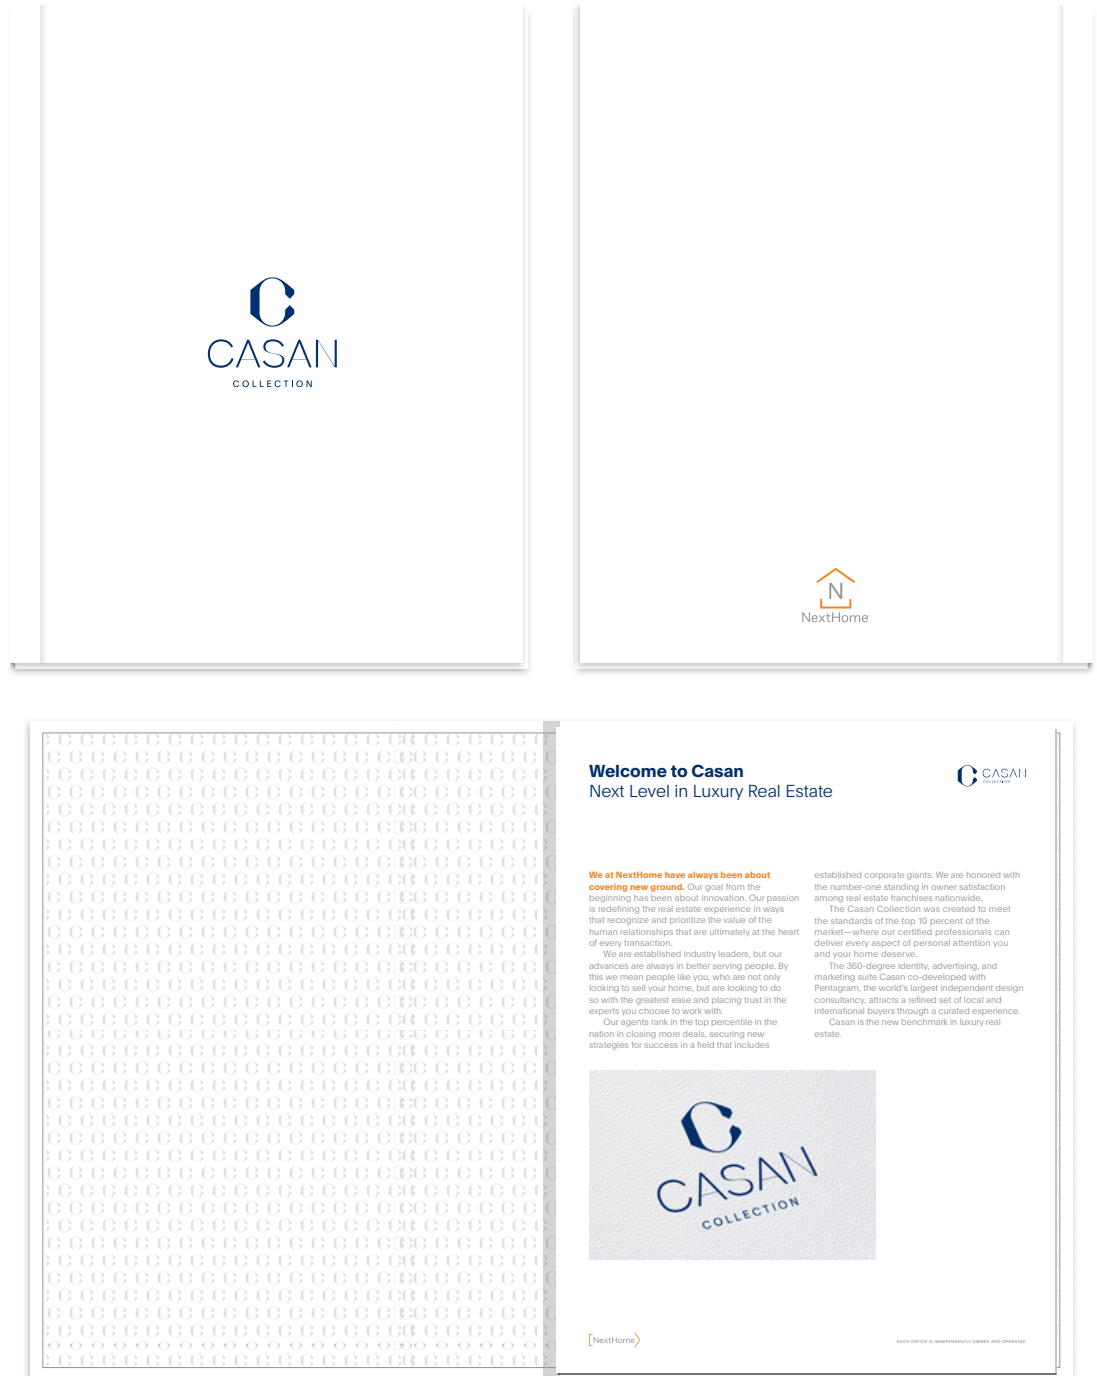 C
CASAN
COLLECTION
N
NextHome
Welcome to Casan
Next Level in Luxury Real Estate
C CASAN
COLLECTION
We at NextHome have always been about
covering new ground. Our goal from the
beginning has been about innovation. Our passion
is redefining the real estate experience in ways
that recognize and prioritize the value of the
human relationships that are ultimately at the heart
of every transaction.
We are established industry leaders, but our
advances are always in better serving people. By
this we mean people like you, who are not only
looking to sell your home, but are looking to do
so with the greatest ease and placing trust in the
experts you choose to work with.
Our agents rank in the top percentile in the
nation in closing more deals, securing new
strategies for success in a field that includes
established corporate giants. We are honored with
the number-one standing in owner satisfaction
among real estate franchises nationwide.
The Casan Collection was created to meet
the standards of the top 10 percent of the
market—where our certified professionals can
deliver every aspect of personal attention you
and your home deserve.
The 360-degree identity, advertising, and
marketing suite Casan co-developed with
Pentagram, the world's largest independent design
consultancy, attracts a refined set of local and
international buyers through a curated experience.
Casan is the new benchmark in luxury real
estate.
C
CASAN
COLLECTION
NextHome
EACH OFFICE IS INDEPENDENTLY OWNED AND OPERATED